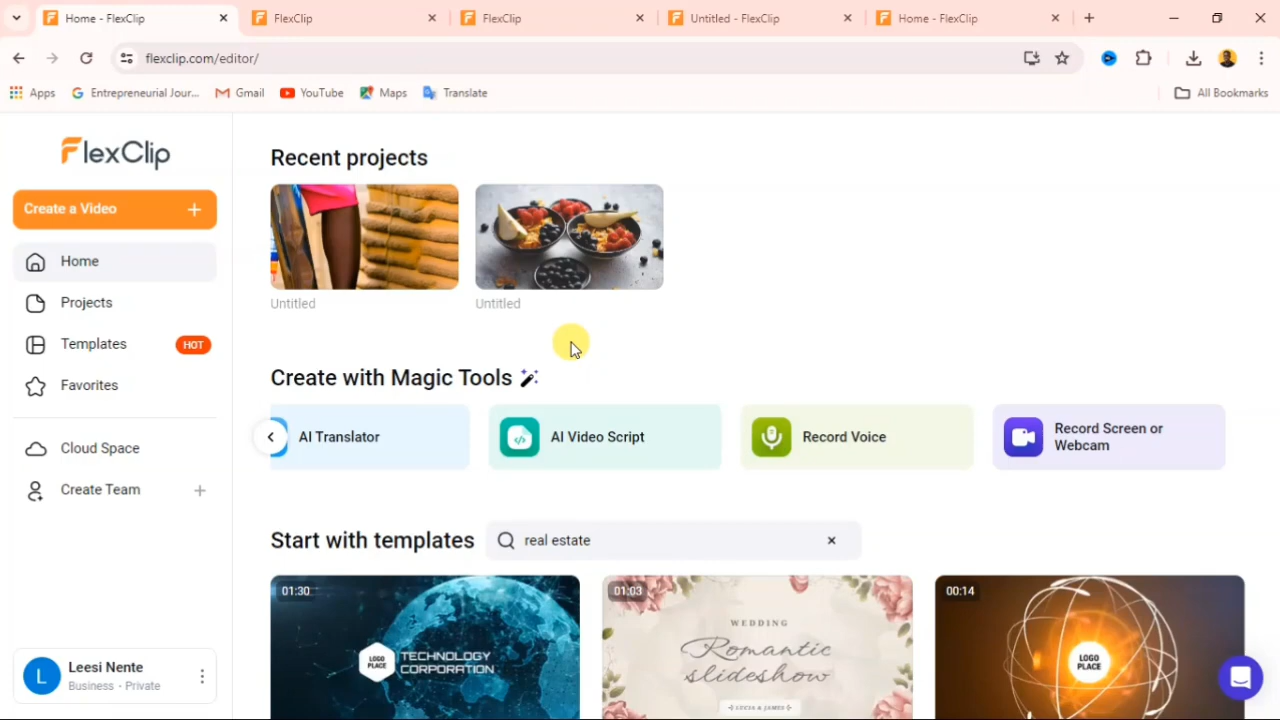 Home - FlexClip
FlexClip
FlexClip
Untitled - FlexClip
Home - FlexClip
flexclip.com/editor/
Apps
Entrepreneurial Jour...
Gmail
YouTube
Maps
Translate
All Bookmarks
FlexClip
Create a Video
Home
Projects
Templates
HOT
Favorites
Cloud Space
Create Team
L
Leesi Nente
Business - Private
Recent projects
Untitled
Untitled
Create with Magic Tools
AI Translator
AI Video Script
Record Voice
Record Screen or
Webcam
Start with templates
real estate
01:30
LOGO
PLACE
TECHNOLOGY
CORPORATION
01:03
WEDDING
Romantic
slideshow
LUCIA & JAMES
00:14
LOGO
PLACE